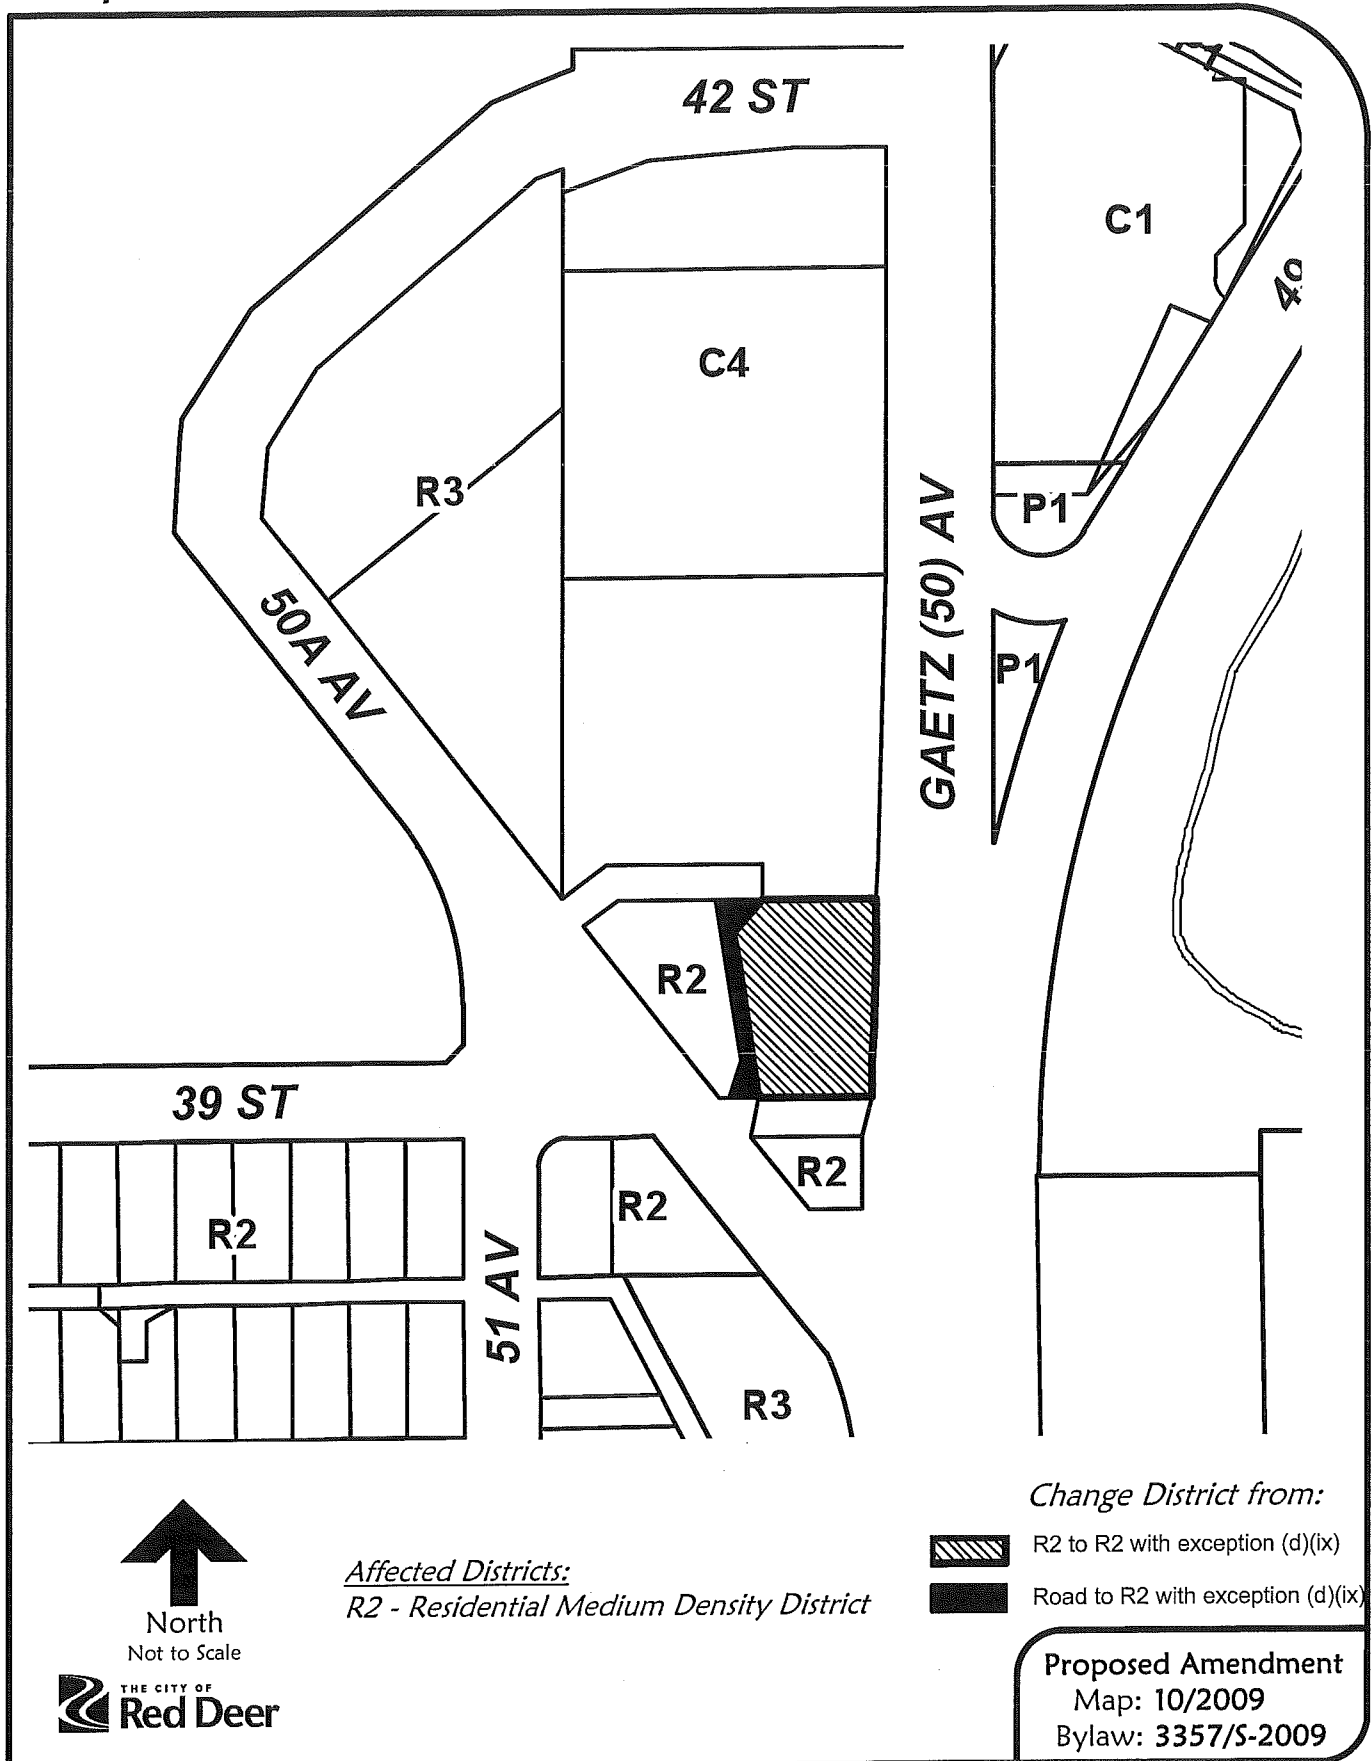 42 ST
C1
49
C4
R3
P1
GAETZ (50) AV
50A AV
P1
R2
39 ST
R2
R2
R2
51 AV
R3
Change District from:
R2 to R2 with exception (d)(ix)
Road to R2 with exception (d)(ix)
Affected Districts:
R2 - Residential Medium Density District
North
Not to Scale
THE CITY OF
Red Deer
Proposed Amendment
Map: 10/2009
Bylaw: 3357/S-2009